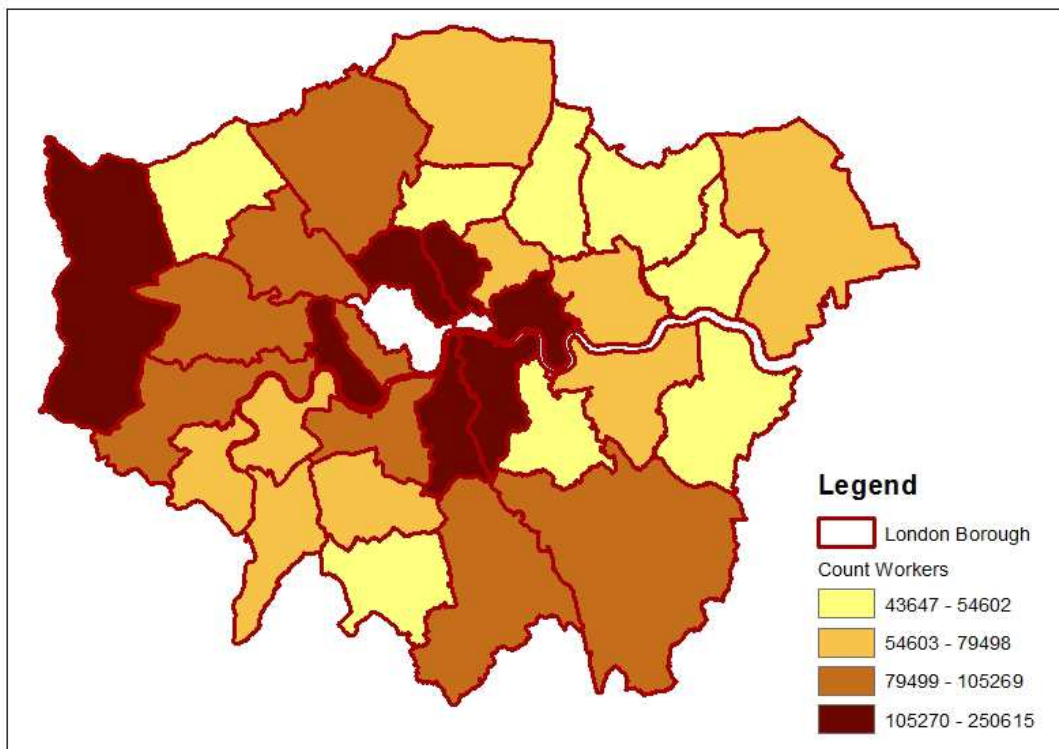 Legend
London Borough
Count Workers
43647 - 54602
54603 - 79498
79499 - 105269
105270 - 250615